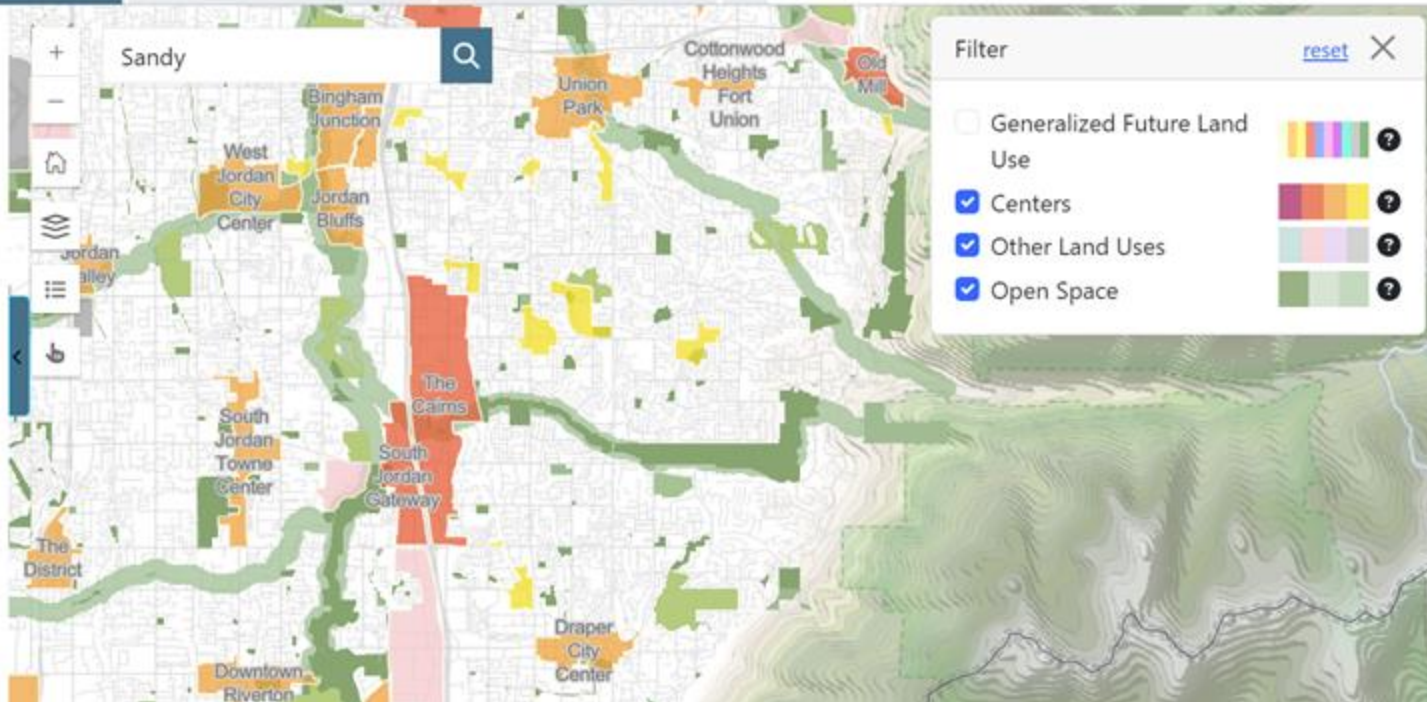 +
−
Sandy
Filter
reset
Generalized Future Land
Use
?
Centers
?
Other Land Uses
?
Open Space
?
Cottonwood
Heights
Fort
Union
Old
Mill
Union
Park
Bingham
Junction
West
Jordan
City
Center
Jordan
Bluffs
Jordan
alley
The
Cairns
South
Jordan
Gateway
South
Jordan
Towne
Center
The
District
Draper
City
Center
Downtown
Riverton